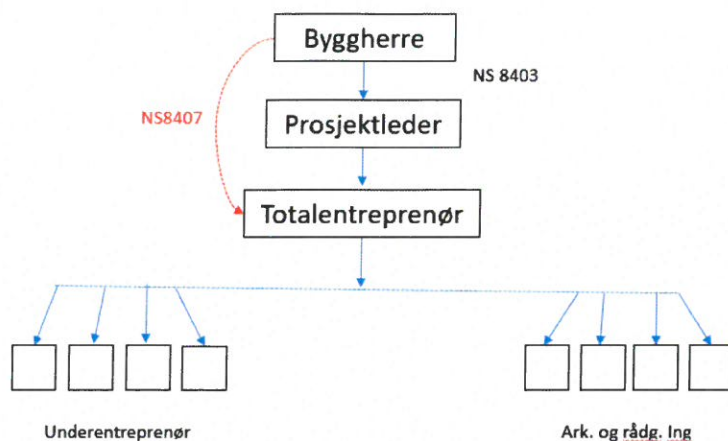 Byggherre
NS 8403
NS8407
Prosjektleder
Totalentreprenør
Underentreprenør
Ark. og rådg. Ing